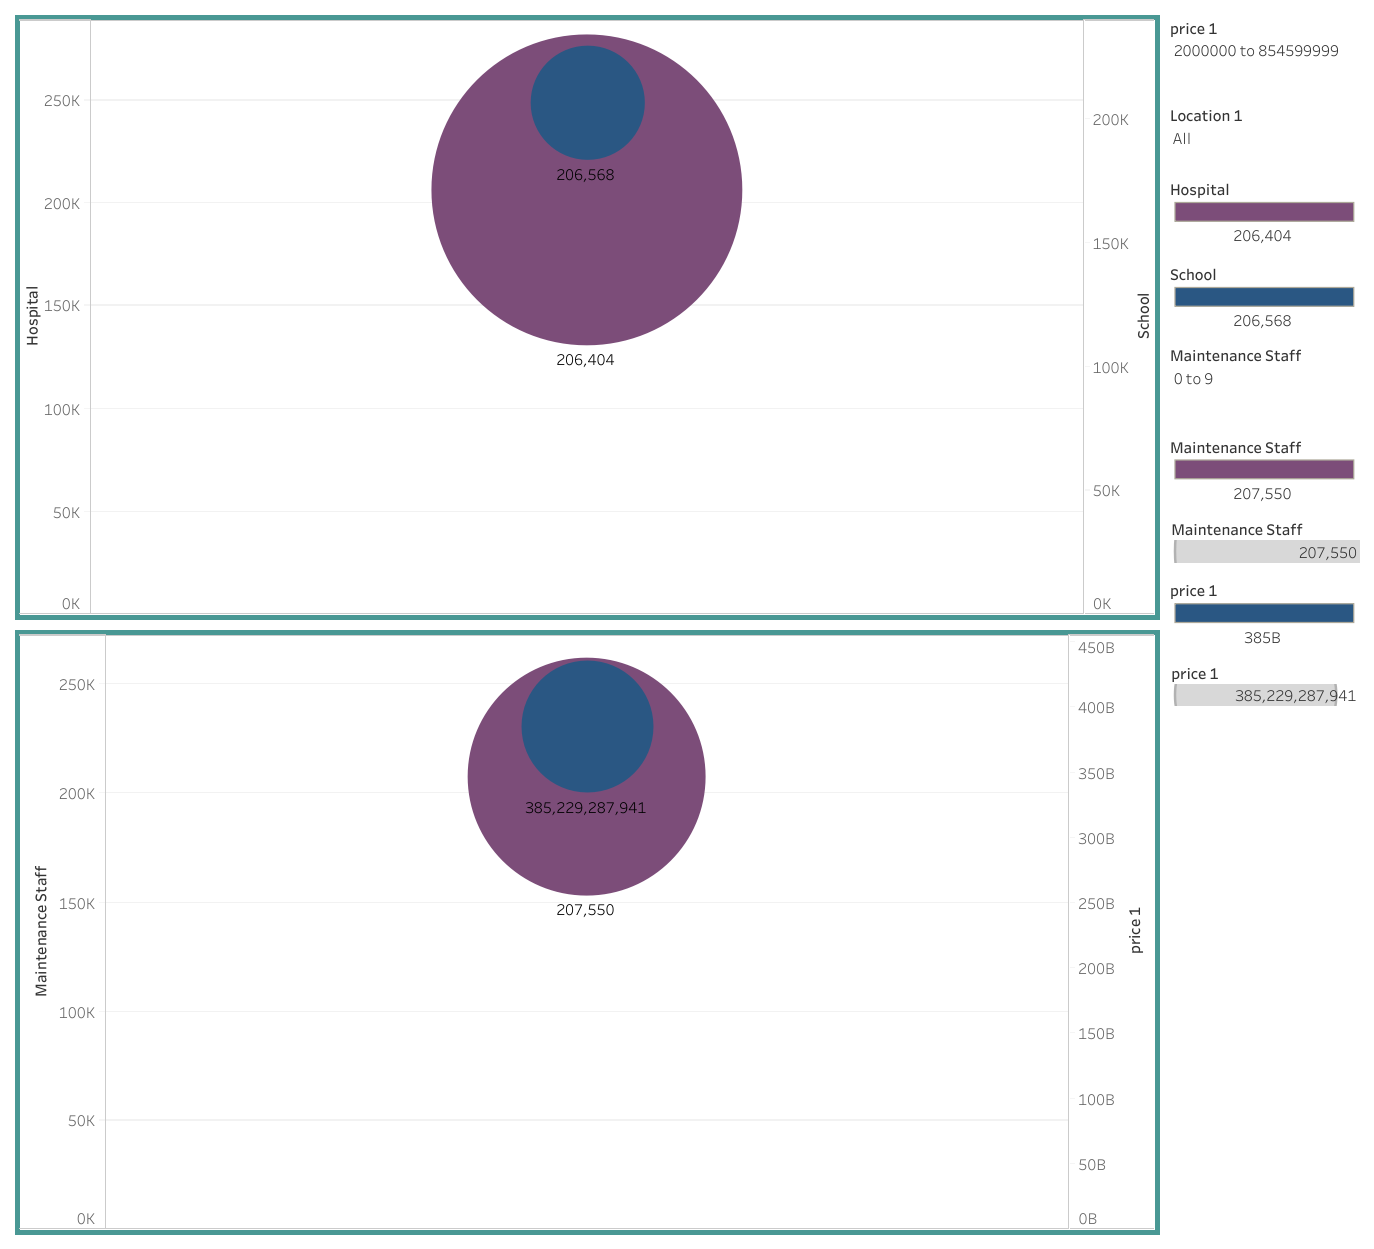 250K
200K
150K
100K
50K
0K
Hospital
206,568
206,404
200K
150K
100K
50K
0K
School
250K
200K
150K
100K
50K
0K
Maintenance Staff
385,229,287,941
207,550
450B
400B
350B
300B
250B
200B
150B
100B
50B
0B
price 1
price 1
2000000 to 854599999
Location 1
All
Hospital
206,404
School
206,568
Maintenance Staff
0 to 9
Maintenance Staff
207,550
Maintenance Staff
207,550
price 1
385B
price 1
385,229,287,941